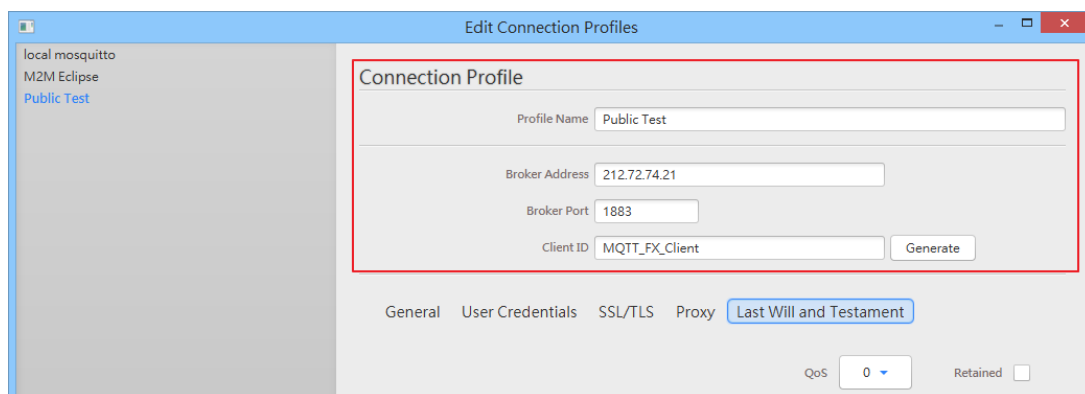 Edit Connection Profiles
local mosquitto
M2M Eclipse
Public Test
Connection Profile
Profile Name Public Test
Broker Address 212.72.74.21
Broker Port 1883
Client ID MQTT_FX_Client Generate
General User Credentials SSL/TLS Proxy Last Will and Testament
QoS 0 Retained